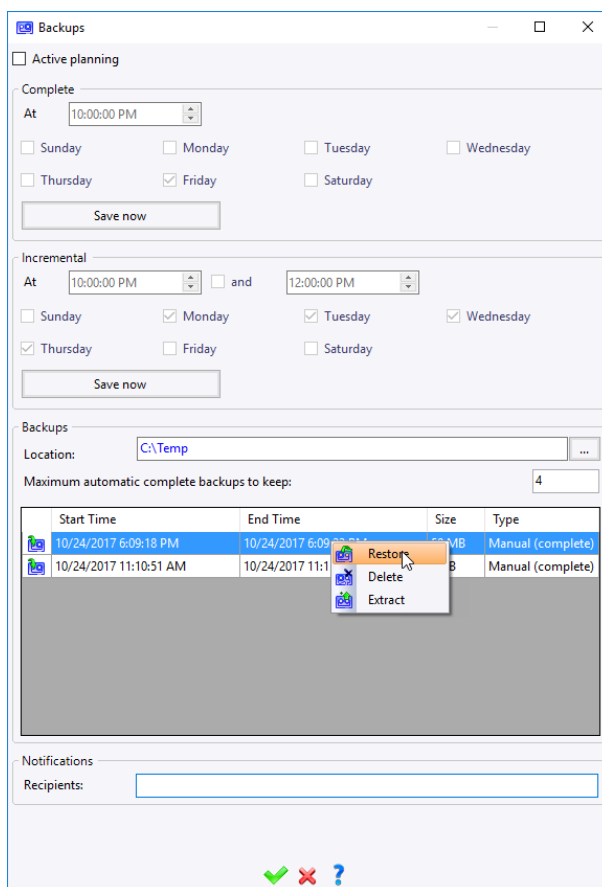 Backups
Active planning
Complete
At 10:00:00 PM
Sunday Monday Tuesday Wednesday
Thursday Friday Saturday
Save now
Incremental
At 10:00:00 PM and 12:00:00 PM
Sunday Monday Tuesday Wednesday
Thursday Friday Saturday
Save now
Backups
Location: C:\Temp ...
Maximum automatic complete backups to keep: 4
Start Time End Time Size Type
10/24/2017 6:09:18 PM 10/24/2017 6:09 MB Manual (complete)
Restore
10/24/2017 11:10:51 AM 10/24/2017 11:1 B Manual (complete)
Delete
Extract
Notifications
Recipients:
?